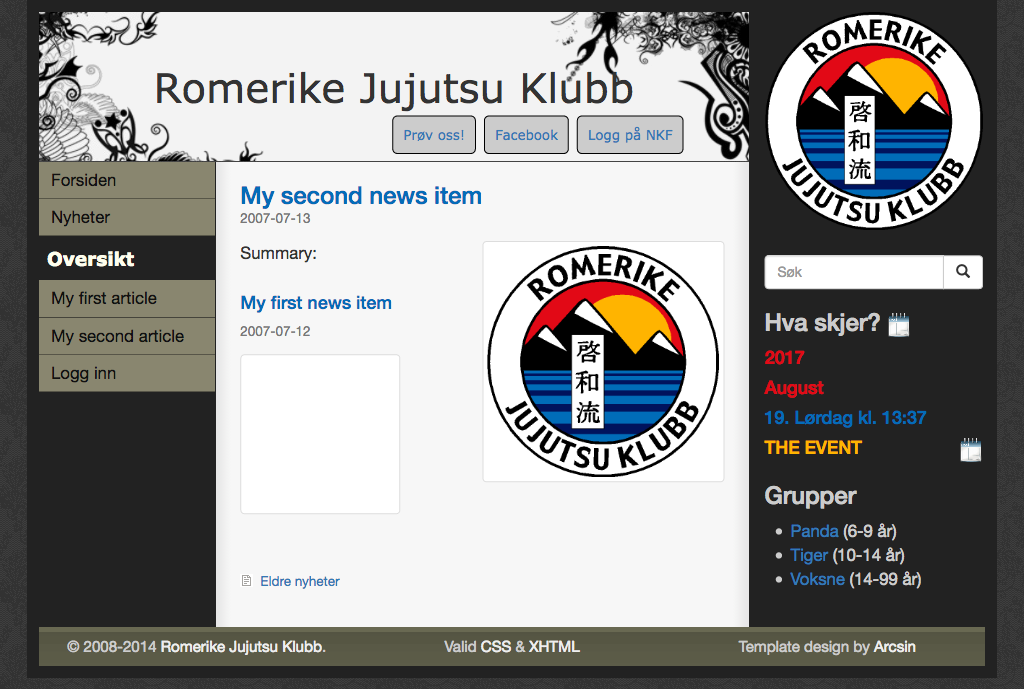 Romerike Jujutsu Klubb
Prøv oss!
Facebook
Logg på NKF
Forsiden
Nyheter
Oversikt
My first article
My second article
Logg inn
My second news item
2007-07-13
Summary:
ROMERIKE
啓和流
JUJUTSU KLUBB
My first news item
2007-07-12
Eldre nyheter
ROMERIKE
啓和流
JUJUTSU KLUBB
Søk
Hva skjer?
2017
August
19. Lørdag kl. 13:37
THE EVENT
Grupper
Panda (6-9 år)
Tiger (10-14 år)
Voksne (14-99 år)
© 2008-2014 Romerike Jujutsu Klubb.
Valid CSS & XHTML
Template design by Arcsin